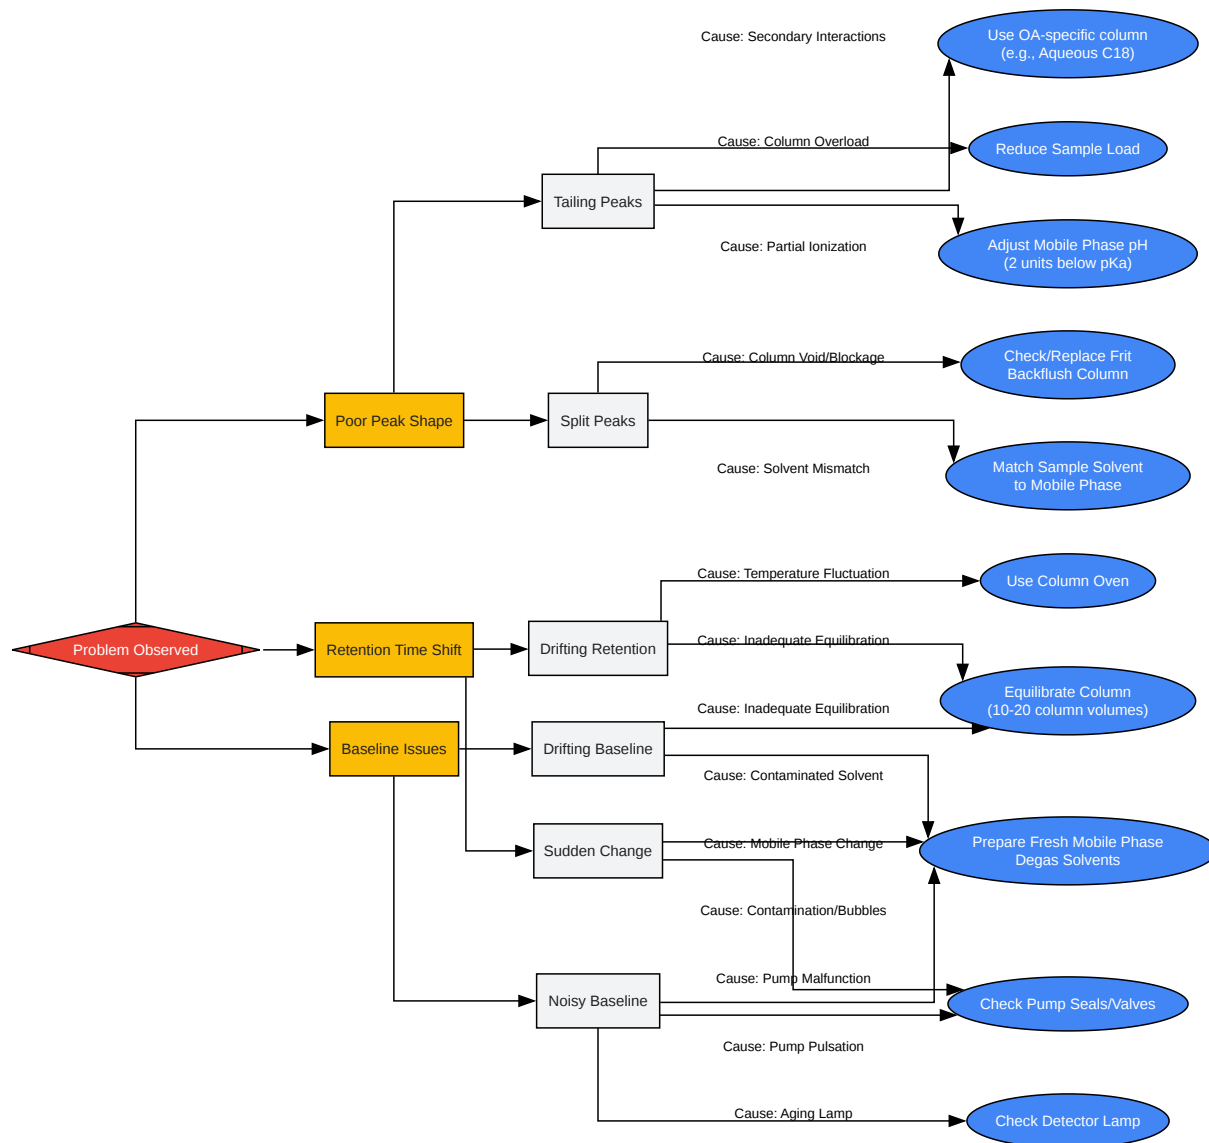 Cause: Secondary Interactions
Use OA-specific column
(e.g., Aqueous C18)
Cause: Column Overload
Reduce Sample Load
Tailing Peaks
Cause: Partial Ionization
Adjust Mobile Phase pH
(2 units below pKa)
Cause: Column Void/Blockage
Check/Replace Frit
Backflush Column
Poor Peak Shape
Split Peaks
Cause: Solvent Mismatch
Match Sample Solvent
to Mobile Phase
Cause: Temperature Fluctuation
Use Column Oven
Problem Observed
Retention Time Shift
Drifting Retention
Cause: Inadequate Equilibration
Equilibrate Column
(10-20 column volumes)
Cause: Inadequate Equilibration
Baseline Issues
Drifting Baseline
Cause: Contaminated Solvent
Sudden Change
Cause: Mobile Phase Change
Prepare Fresh Mobile Phase
Degas Solvents
Cause: Contamination/Bubbles
Cause: Pump Malfunction
Noisy Baseline
Check Pump Seals/Valves
Cause: Pump Pulsation
Cause: Aging Lamp
Check Detector Lamp